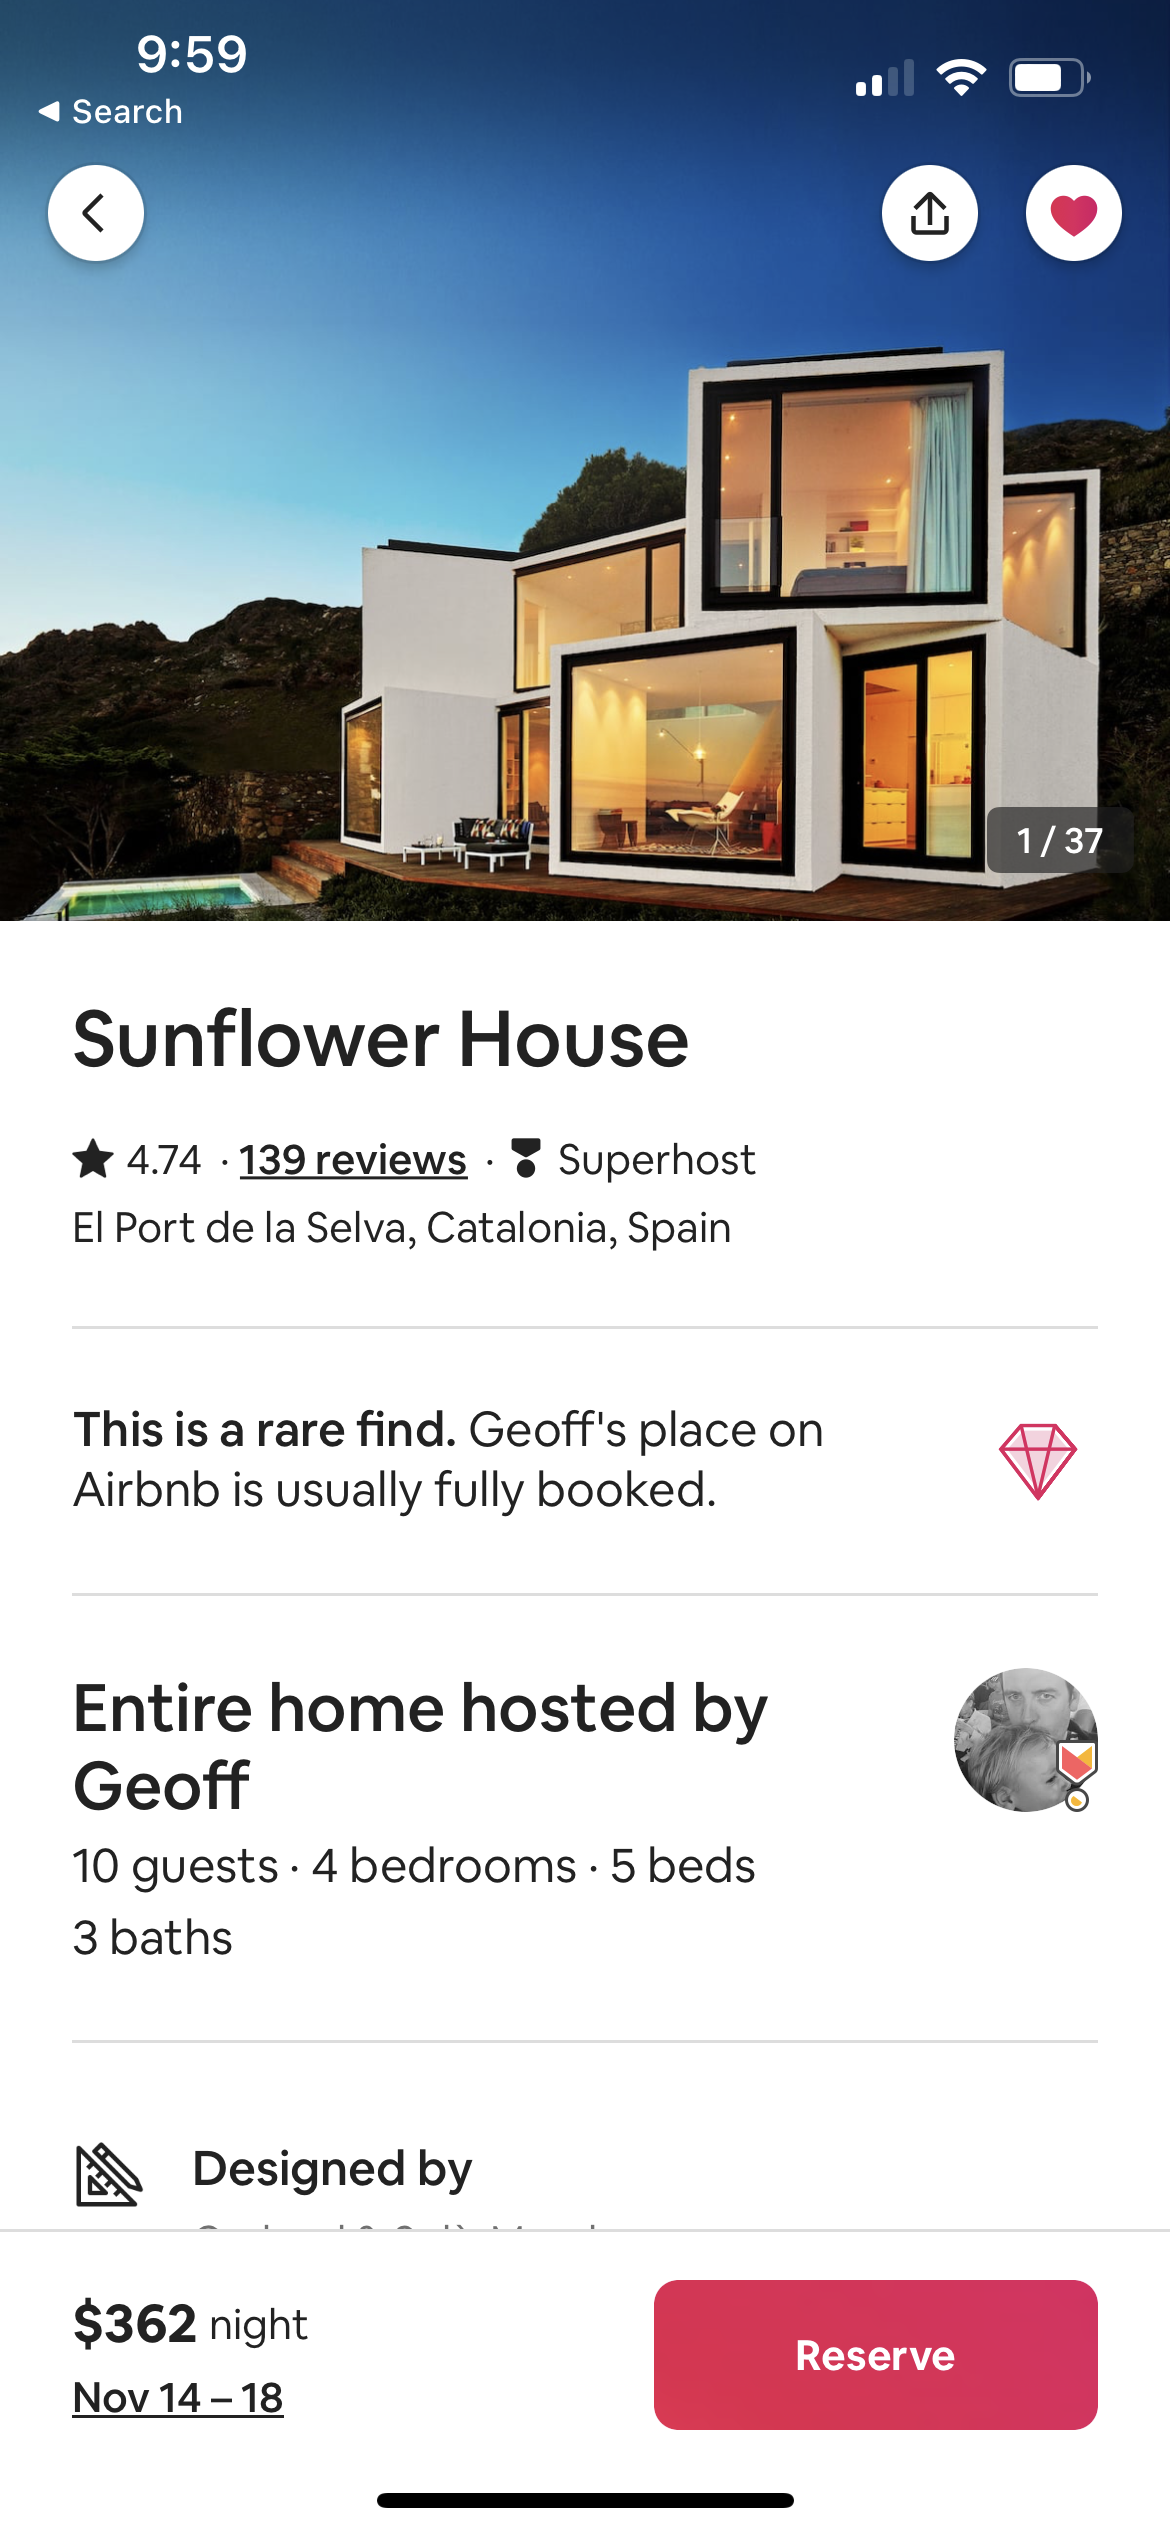 9:59
Search
1 / 37
Sunflower House
4.74 · 139 reviews · Superhost
El Port de la Selva, Catalonia, Spain
This is a rare find. Geoff's place on
Airbnb is usually fully booked.
Entire home hosted by
Geoff
10 guests · 4 bedrooms · 5 beds
3 baths
Designed by
$362 night
Nov 14 – 18
Reserve